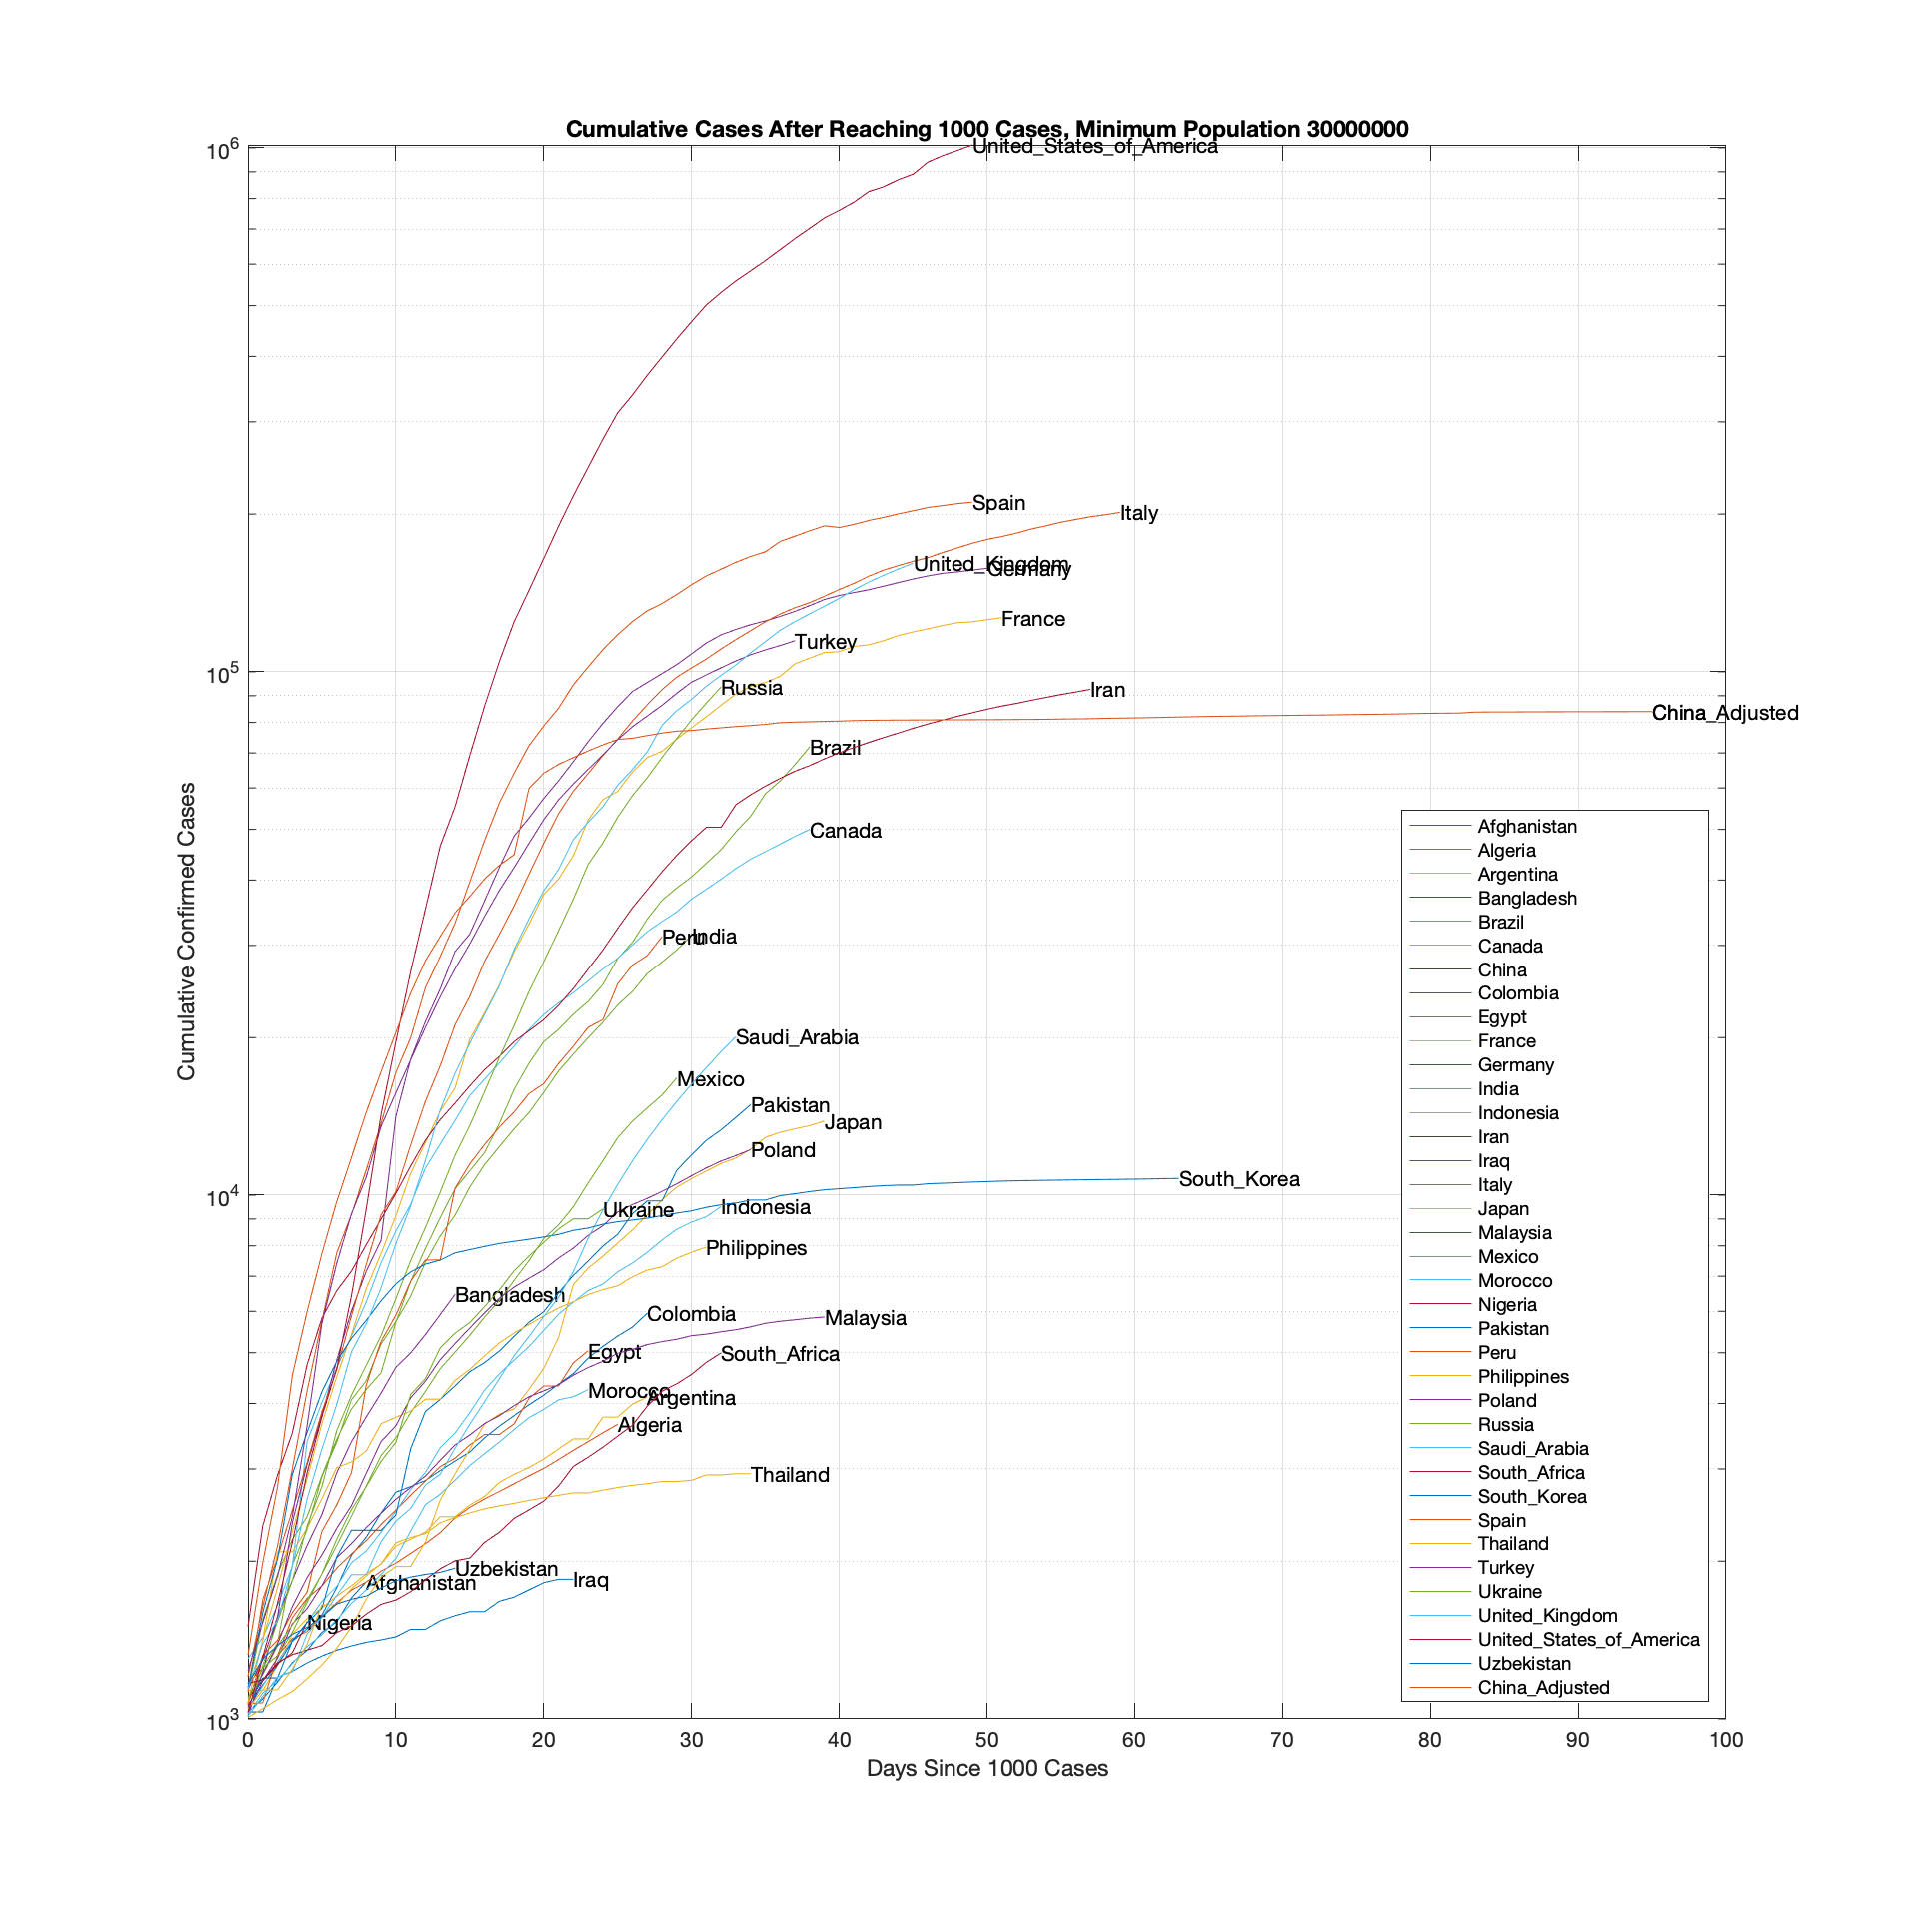 Cumulative Cases After Reaching 1000 Cases, Minimum Population 30000000
10^6
United_States_of_America
Spain
Italy
United_Kingdom
Germany
France
Turkey
10^5
Russia
Iran
China_Adjusted
Brazil
Canada
Peru
India
Saudi_Arabia
Mexico
Pakistan
Japan
Poland
South_Korea
10^4
Ukraine
Indonesia
Philippines
Bangladesh
Colombia
Malaysia
Egypt
South_Africa
Morocco
Argentina
Algeria
Thailand
Uzbekistan
Afghanistan
Iraq
Nigeria
10^3
Cumulative Confirmed Cases
0 10 20 30 40 50 60 70 80 90 100
Days Since 1000 Cases
Afghanistan
Algeria
Argentina
Bangladesh
Brazil
Canada
China
Colombia
Egypt
France
Germany
India
Indonesia
Iran
Iraq
Italy
Japan
Malaysia
Mexico
Morocco
Nigeria
Pakistan
Peru
Philippines
Poland
Russia
Saudi_Arabia
South_Africa
South_Korea
Spain
Thailand
Turkey
Ukraine
United_Kingdom
United_States_of_America
Uzbekistan
China_Adjusted